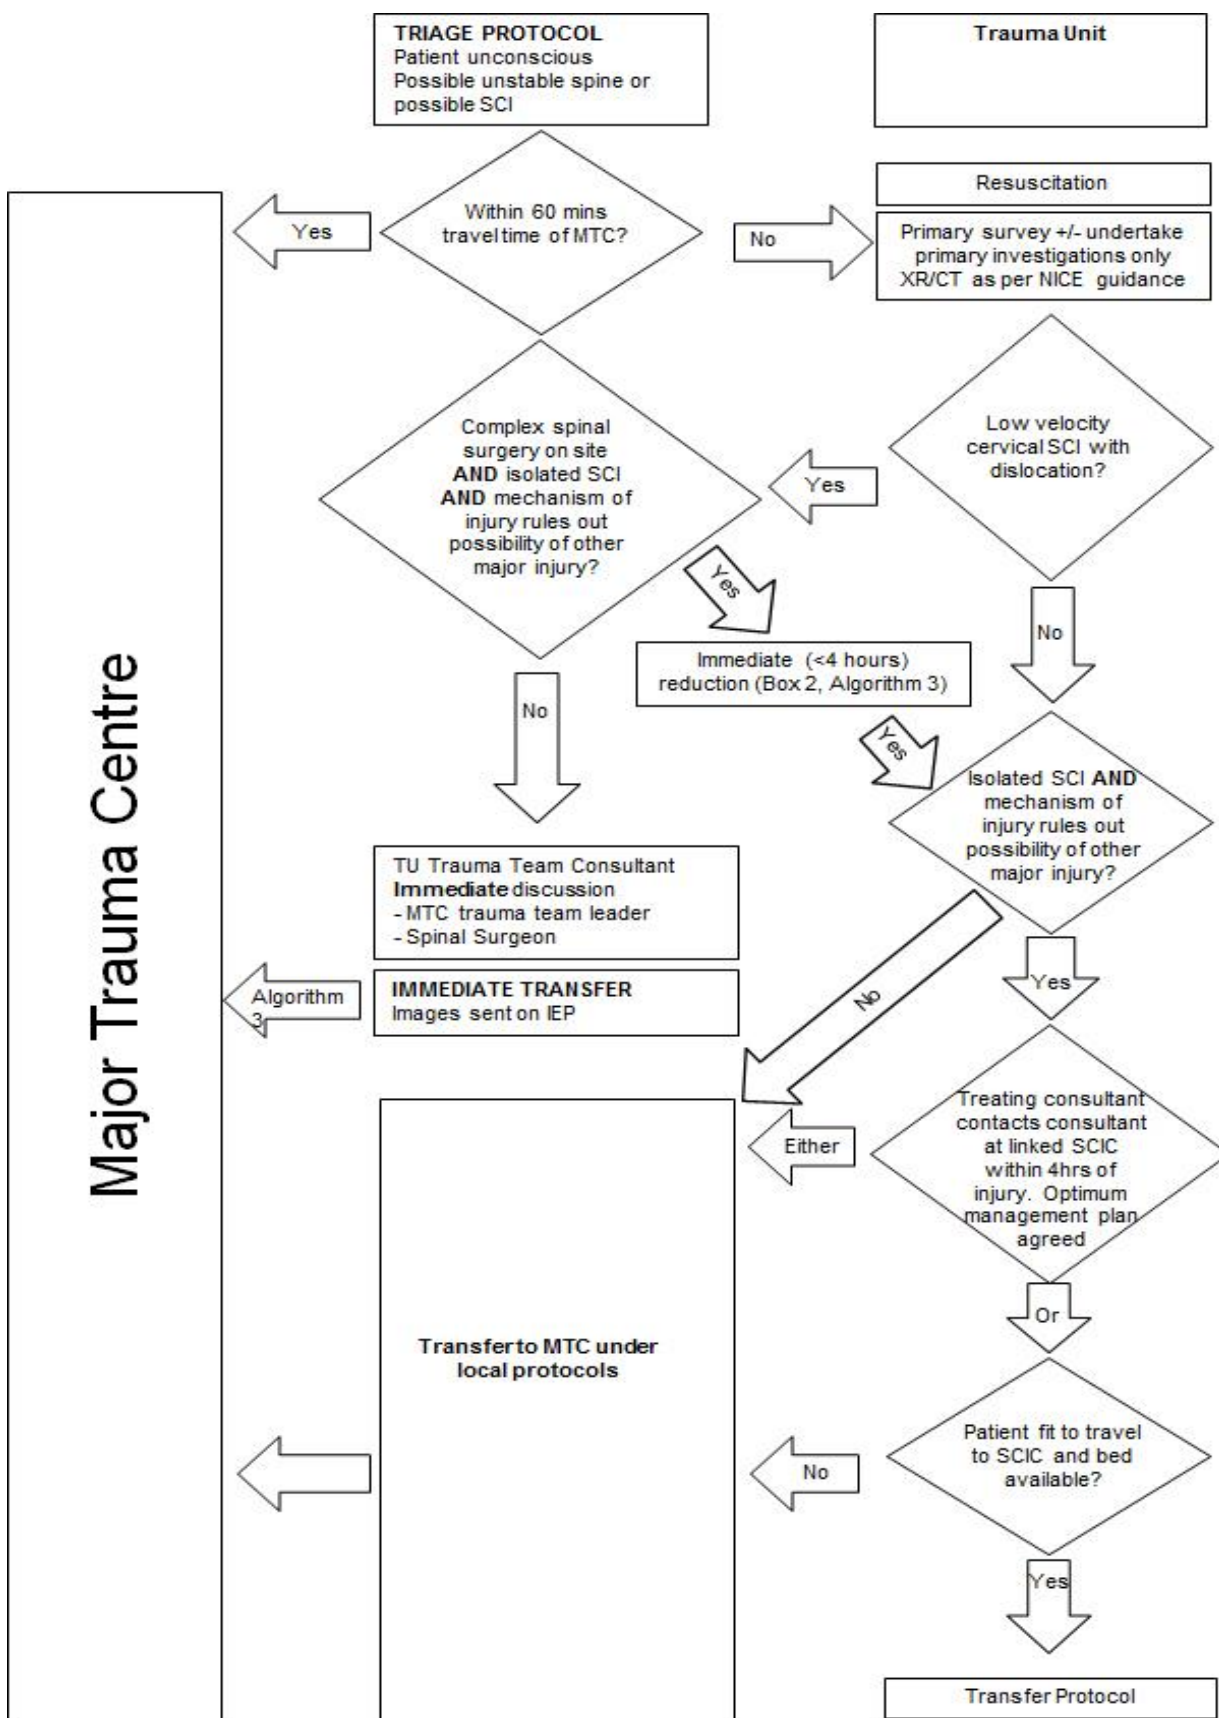 TRIAGE PROTOCOL
Patient unconscious
Possible unstable spine or
possible SCI
Trauma Unit
Within 60 mins
travel time of MTC?
Yes
No
Resuscitation
Primary survey +/- undertake
primary investigations only
XR/CT as per NICE guidance
Low velocity
cervical SCI with
dislocation?
Yes
Complex spinal
surgery on site
AND isolated SCI
AND mechanism of
injury rules out
possibility of other
major injury?
Yes
No
Immediate (<4 hours)
reduction (Box 2, Algorithm 3)
No
Yes
Isolated SCI AND
mechanism of
injury rules out
possibility of other
major injury?
Major Trauma Centre
TU Trauma Team Consultant
Immediate discussion
- MTC trauma team leader
- Spinal Surgeon
Algorithm
3
IMMEDIATE TRANSFER
Images sent on IEP
No
Yes
Treating consultant
contacts consultant
at linked SCIC
within 4hrs of
injury. Optimum
management plan
agreed
Either
Or
Transfer to MTC under
local protocols
Patient fit to travel
to SCIC and bed
available?
No
Yes
Transfer Protocol